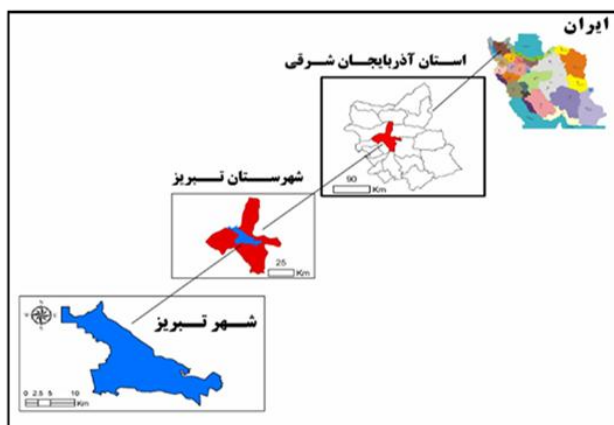 ایران
استان آذربایجان شرقی
90
Km
شهرستان تبریز
25
Km
شهر تبریز
0 2.5 5 10
Km